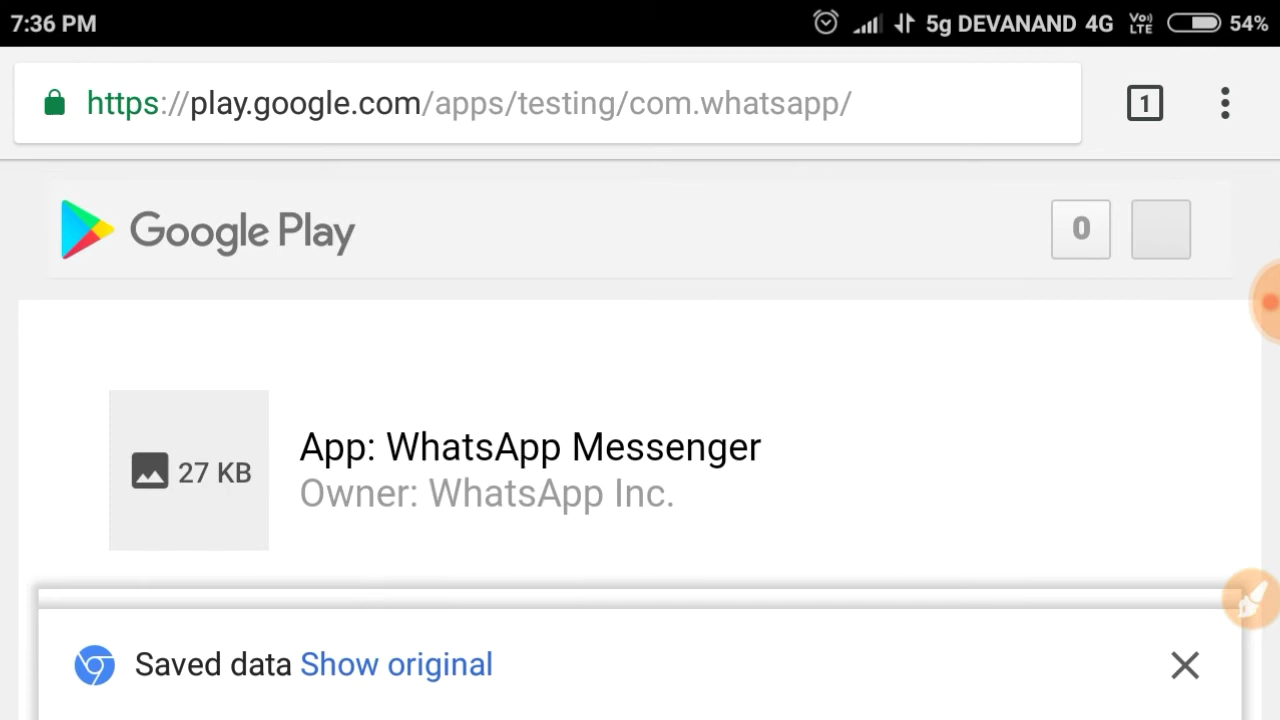 7:36 PM 5g DEVANAND 4G Vo) LTE 54%
https://play.google.com/apps/testing/com.whatsapp/ 1
Google Play 0
27 KB
App: WhatsApp Messenger
Owner: WhatsApp Inc.
Saved data Show original